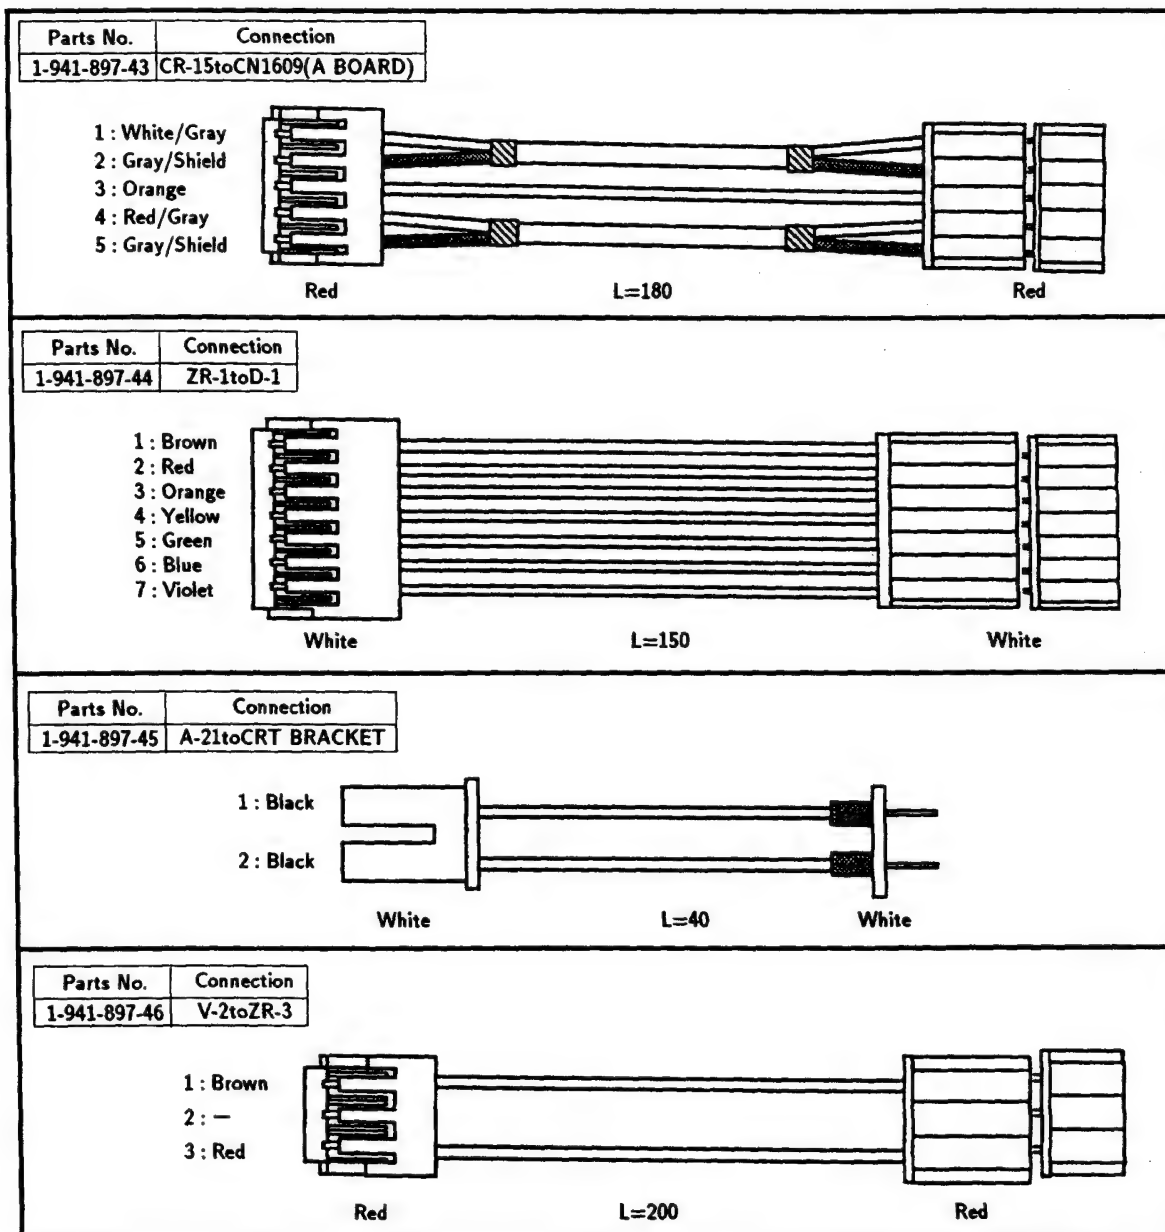 Parts No. Connection
1-941-897-43 CR-15toCN1609(A BOARD)
1 : White/Gray
2 : Gray/Shield
3 : Orange
4 : Red/Gray
5 : Gray/Shield
Red L=180 Red
Parts No. Connection
1-941-897-44 ZR-1toD-1
1 : Brown
2 : Red
3 : Orange
4 : Yellow
5 : Green
6 : Blue
7 : Violet
White L=150 White
Parts No. Connection
1-941-897-45 A-21toCRT BRACKET
1 : Black
2 : Black
White L=40 White
Parts No. Connection
1-941-897-46 V-2toZR-3
1 : Brown
2 : —
3 : Red
Red L=200 Red